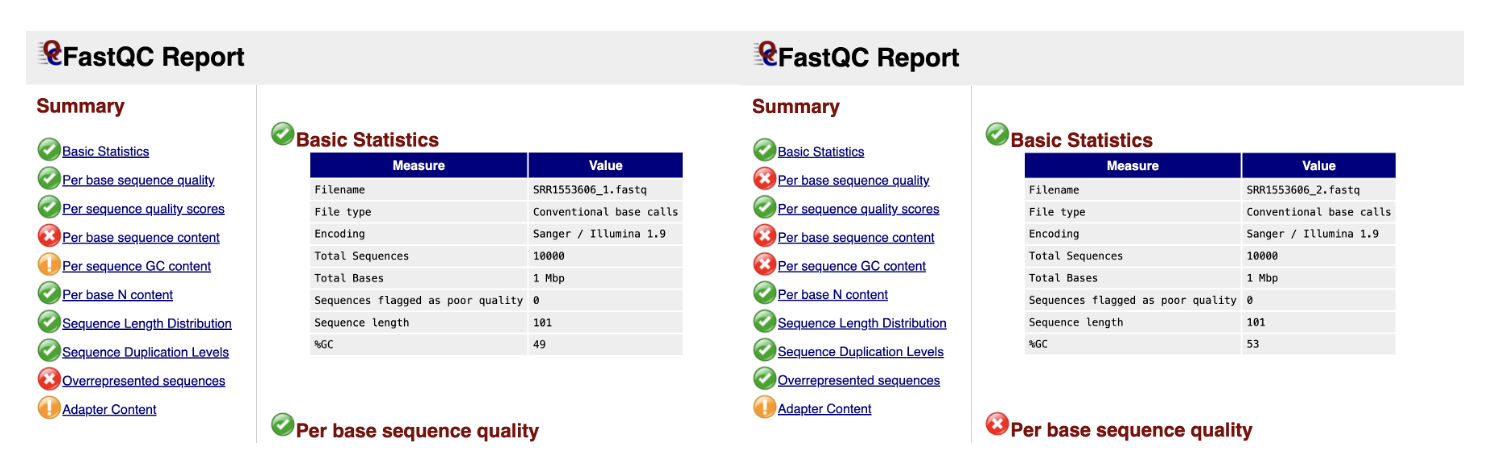 FastQC Report
Summary
Basic Statistics
Per base sequence quality
Per sequence quality scores
Per base sequence content
Per sequence GC content
Per base N content
Sequence Length Distribution
Sequence Duplication Levels
Overrepresented sequences
Adapter Content
Basic Statistics
Measure Value
Filename SRR1553606_1.fastq
File type Conventional base calls
Encoding Sanger / Illumina 1.9
Total Sequences 10000
Total Bases 1 Mbp
Sequences flagged as poor quality 0
Sequence length 101
%GC 49
Per base sequence quality
FastQC Report
Summary
Basic Statistics
Per base sequence quality
Per sequence quality scores
Per base sequence content
Per sequence GC content
Per base N content
Sequence Length Distribution
Sequence Duplication Levels
Overrepresented sequences
Adapter Content
Basic Statistics
Measure Value
Filename SRR1553606_2.fastq
File type Conventional base calls
Encoding Sanger / Illumina 1.9
Total Sequences 10000
Total Bases 1 Mbp
Sequences flagged as poor quality 0
Sequence length 101
%GC 53
Per base sequence quality